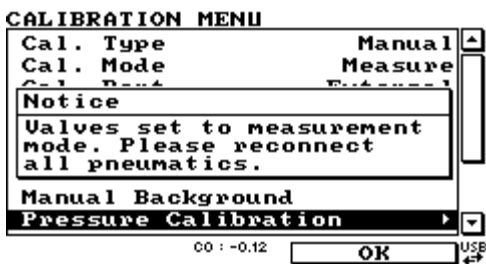 CALIBRATION MENU
Cal. Type Manual
Cal. Mode Measure
Notice
Valves set to measurement
mode. Please reconnect
all pneumatics.
Manual Background
Pressure Calibration
CO : -0.12 OK USB